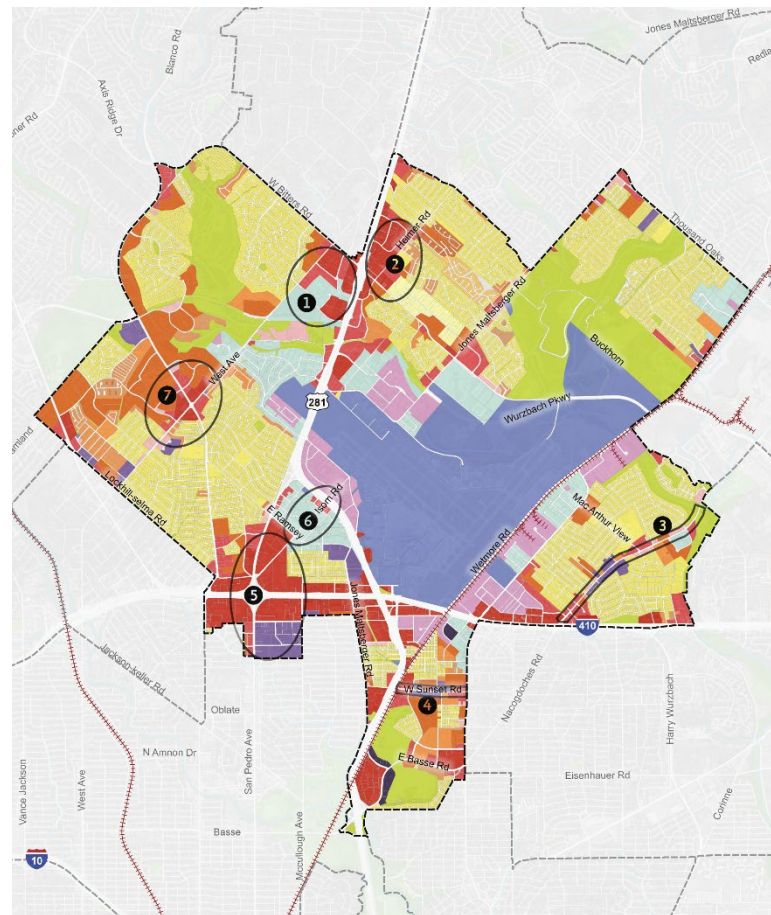 Jones Maltsberger Rd
Blanco Rd
Axis Ridge Dr
ner Rd
W Bitters Rd
Heimer Rd
Thousand Oaks
2
1
Jones Maltsberger Rd
Buckhorn
West Ave
7
281
Wurzbach Pkwy
Lockhill-selma Rd
Isom Rd
6
E Ramsey
Wetmore Rd
Mac Arthur View
3
5
Jones Maltsberger Rd
410
Jackson-keller Rd
W Sunset Rd
4
Nacogdoches Rd
Harry Wurzbach
Oblate
N Amnon Dr
San Pedro Ave
E Basse Rd
Eisenhauer Rd
Vance Jackson
West Ave
Basse
Mccullough Ave
Corinne
10